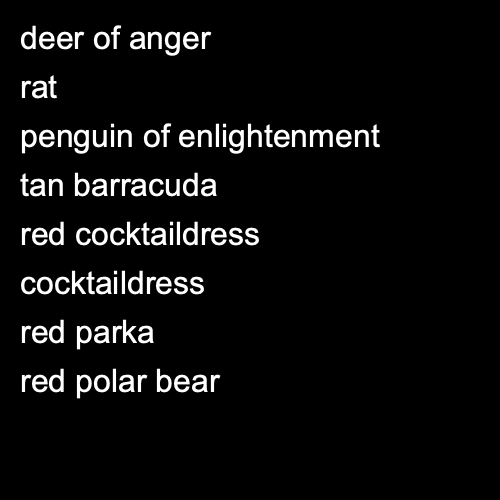 deer of anger
rat
penguin of enlightenment
tan barracuda
red cocktaildress
cocktaildress
red parka
red polar bear